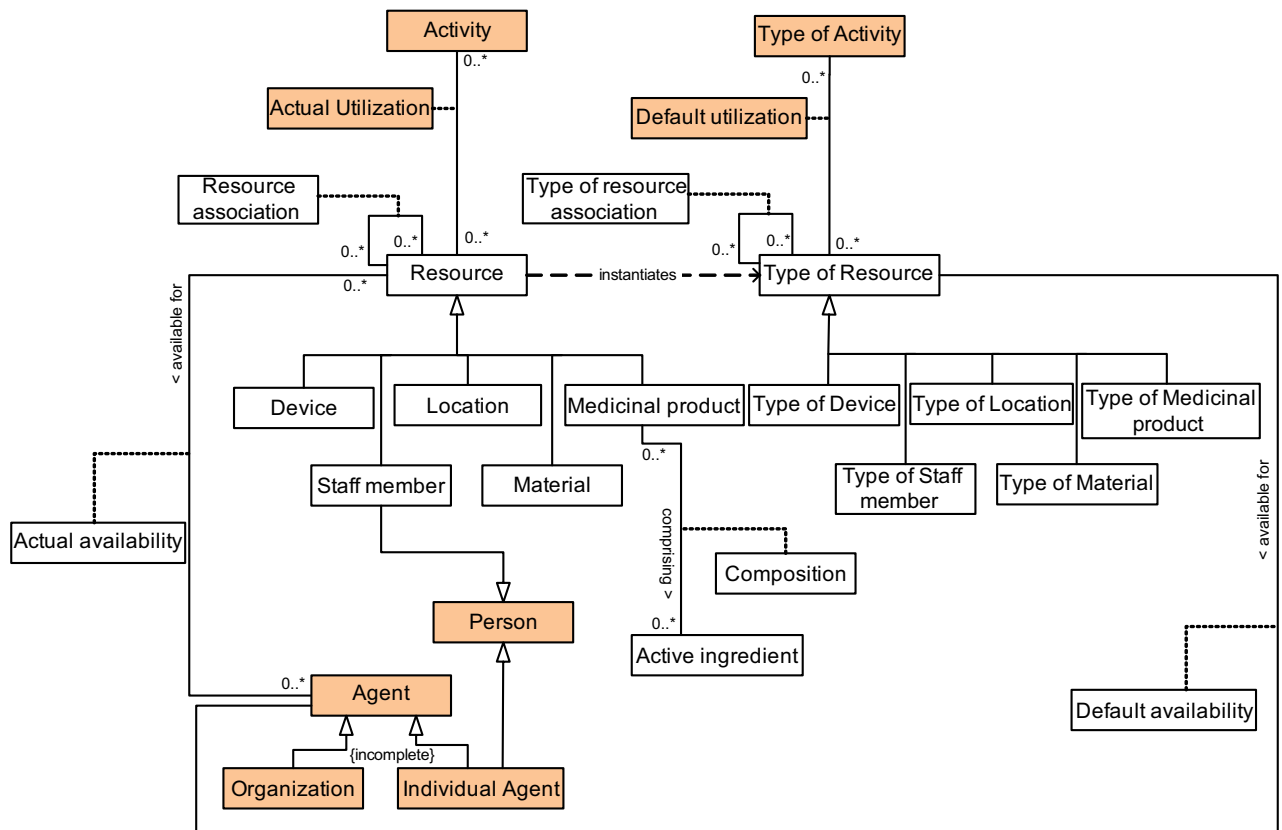 Activity
Type of Activity
0..*
0..*
Actual Utilization
Default utilization
Resource
association
Type of resource
association
0..*
0..*
0..*
0..*
0..*
0..*
Resource
instantiates
Type of Resource
0..*
< available for
Device
Location
Medicinal product
Type of Device
Type of Location
Type of Medicinal
product
0..*
Staff member
Material
Type of Staff
member
Type of Material
< available for
Actual availability
comprising >
Composition
Person
0..*
Active ingredient
0..*
Agent
Default availability
{incomplete}
Organization
Individual Agent